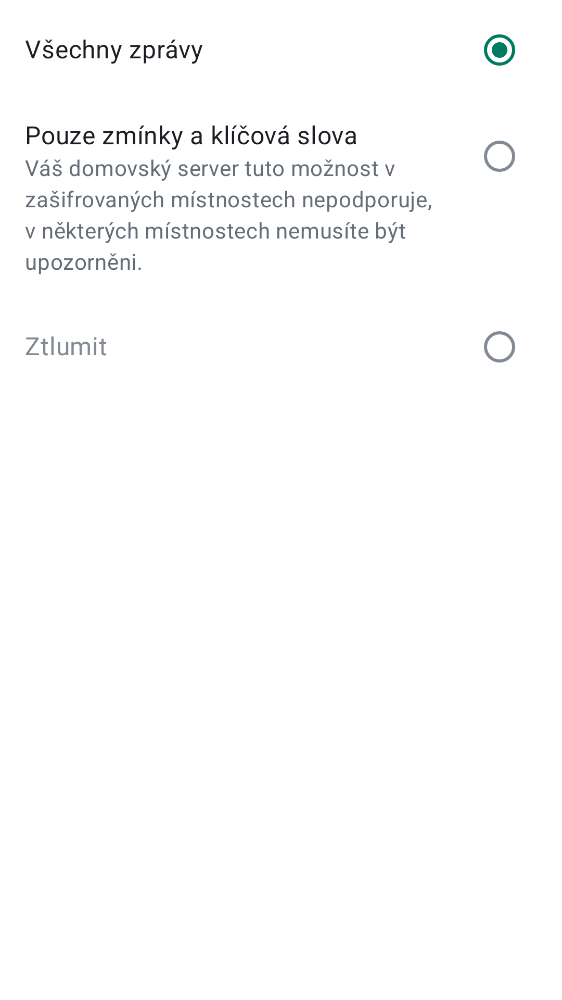 Všechny zprávy
Pouze zmínky a klíčová slova
Váš domovský server tuto možnost v
zašifrovaných místnostech nepodporuje,
v některých místnostech nemusíte být
upozorněni.
Ztlumit